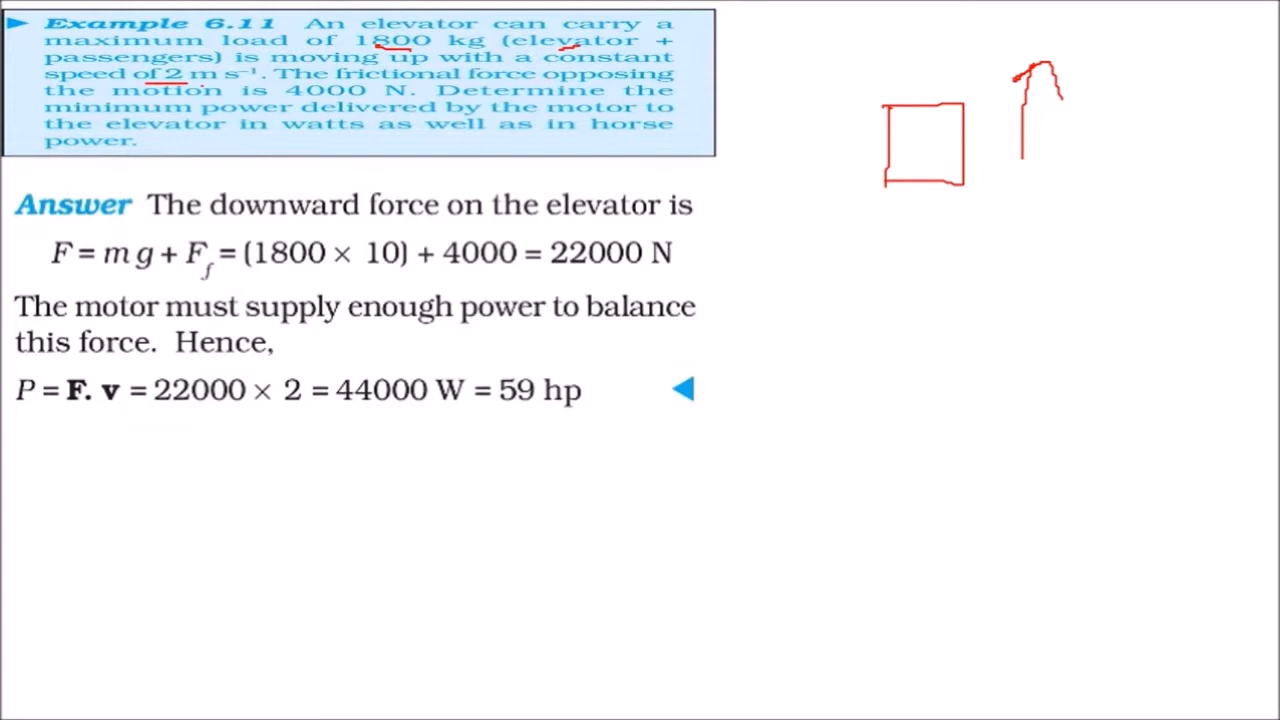 Example 6.11 An elevator can carry a
maximum load of 1800 kg (elevator +
passengers) is moving up with a constant
speed of 2 m s⁻¹. The frictional force opposing
the motion is 4000 N. Determine the
minimum power delivered by the motor to
the elevator in watts as well as in horse
power.
Answer The downward force on the elevator is
F = m g + F_f = (1800 × 10) + 4000 = 22000 N
The motor must supply enough power to balance
this force. Hence,
P = F. v = 22000 × 2 = 44000 W = 59 hp